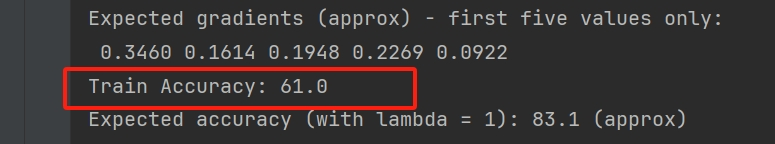 Expected gradients (approx) - first five values only:
0.3460 0.1614 0.1948 0.2269 0.0922
Train Accuracy: 61.0
Expected accuracy (with lambda = 1): 83.1 (approx)